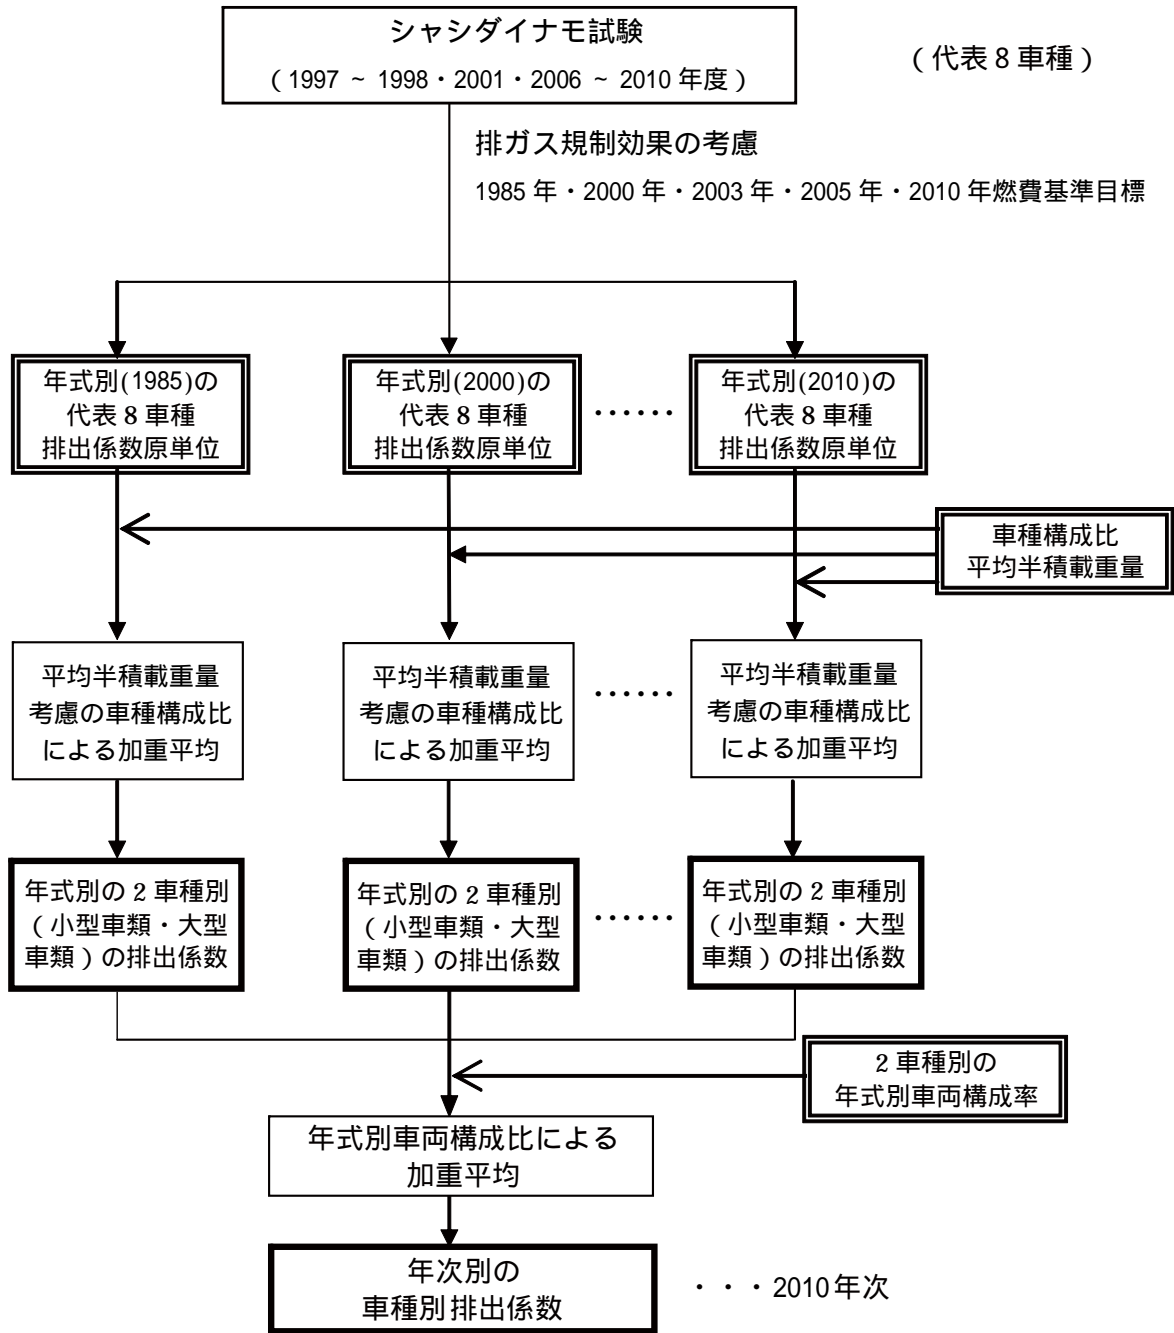 シャシダイナモ試験
（1997 ~ 1998・2001・2006 ~ 2010 年度）
（代表 8 車種）
排ガス規制効果の考慮
1985 年・2000 年・2003 年・2005 年・2010 年燃費基準目標
年式別(1985)の
代表 8 車種
排出係数原単位
年式別(2000)の
代表 8 車種
排出係数原単位
・・・・・・
年式別(2010)の
代表 8 車種
排出係数原単位
車種構成比
平均半積載重量
平均半積載重量
考慮の車種構成比
による加重平均
平均半積載重量
考慮の車種構成比
による加重平均
・・・・・・
平均半積載重量
考慮の車種構成比
による加重平均
年式別の 2 車種別
（小型車類・大型
車類）の排出係数
年式別の 2 車種別
（小型車類・大型
車類）の排出係数
・・・・・・
年式別の 2 車種別
（小型車類・大型
車類）の排出係数
2 車種別の
年式別車両構成率
年式別車両構成比による
加重平均
年次別の
車種別排出係数
・・・2010年次